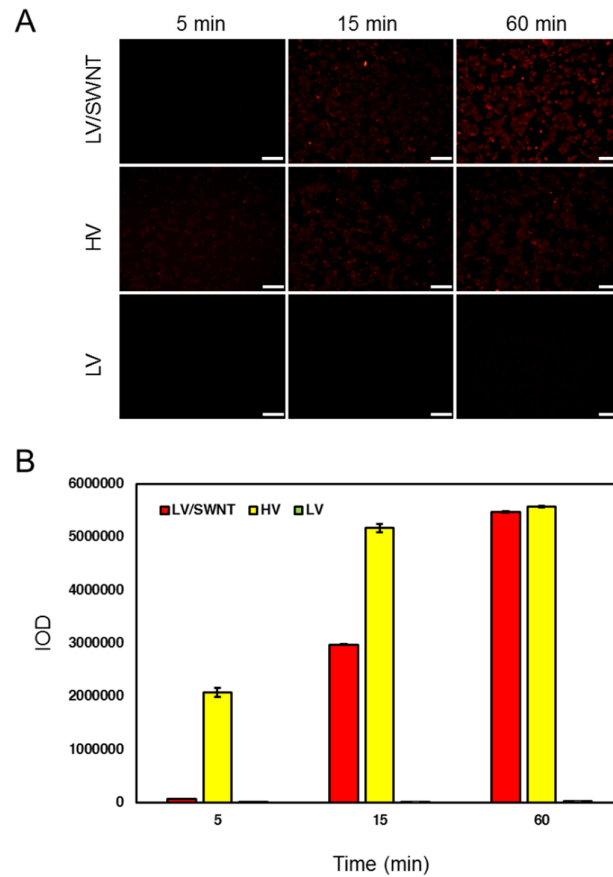 A
5 min 15 min 60 min
LV/SWNT
HV
LV
B
6000000
LV/SWNT HV LV
5000000
4000000
3000000
2000000
1000000
0
IOD
5 15 60
Time (min)